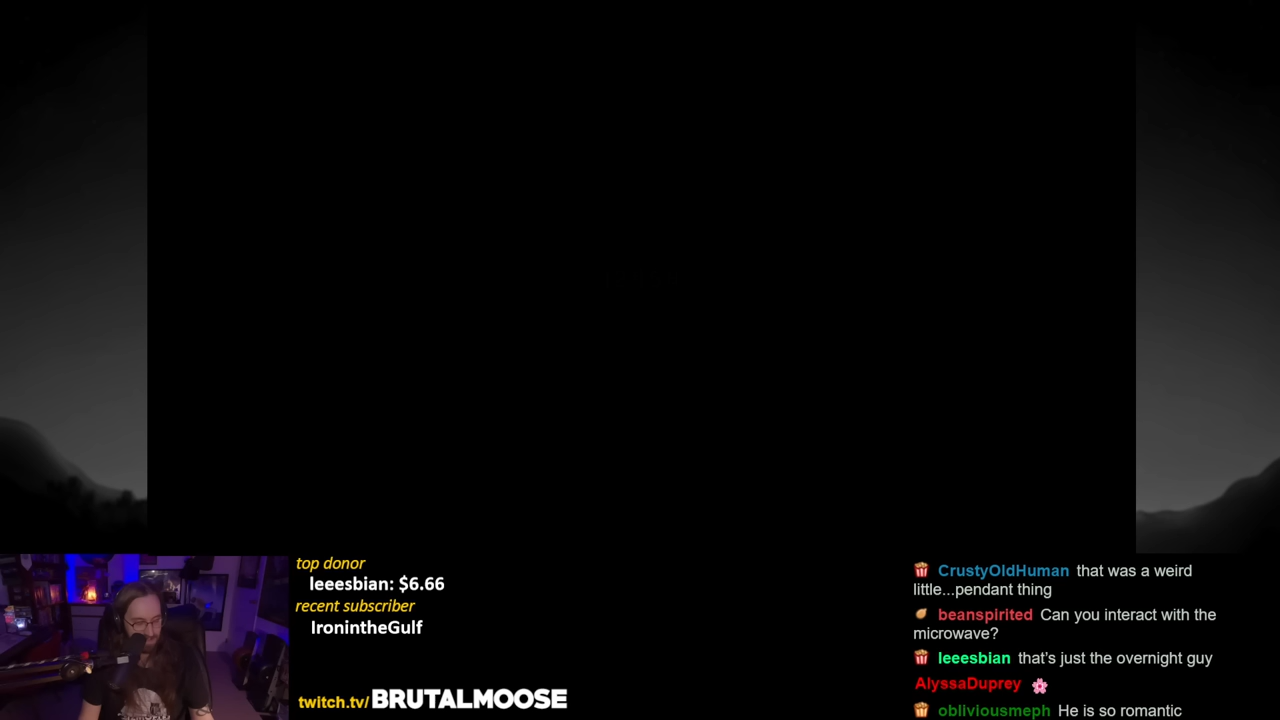 top donor
leeesbian: $6.66
recent subscriber
IronintheGulf
twitch.tv/BRUTALMOOSE
CrustyOldHuman that was a weird
little...pendant thing
beanspirited Can you interact with the
microwave?
leeesbian that's just the overnight guy
AlyssaDuprey
obliviousmeph He is so romantic